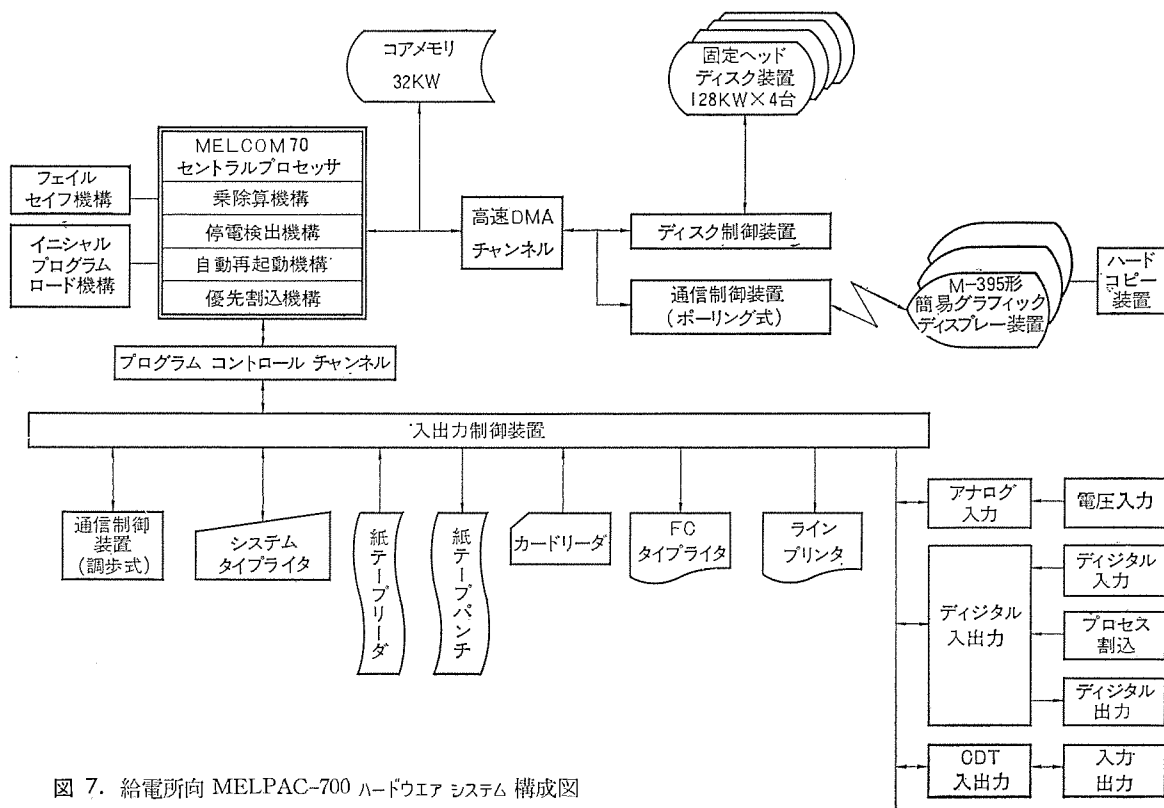 コアメモリ
32KW
固定ヘッド
ディスク装置
128KW×4台
MELCOM70
セントラルプロセッサ
乗除算機構
停電検出機構
自動再起動機構
優先割込機構
フェイル
セイフ機構
イニシャル
プログラム
ロード機構
高速DMA
チャンネル
ディスク制御装置
通信制御装置
(ポーリング式)
M-395形
簡易グラフィック
ディスプレー装置
ハード
コピー
装置
プログラム コントロール チャンネル
入出力制御装置
通信制御
装置
(調歩式)
システム
タイプライタ
紙テープリーダ
紙テープパンチ
カードリーダ
FC
タイプライタ
ライン
プリンタ
アナログ
入力
電圧入力
ディジタル
入出力
ディジタル
入力
プロセス
割込
ディジタル
出力
CDT
入出力
入力
出力
図 7. 給電所向 MELPAC-700 ハードウエア システム 構成図